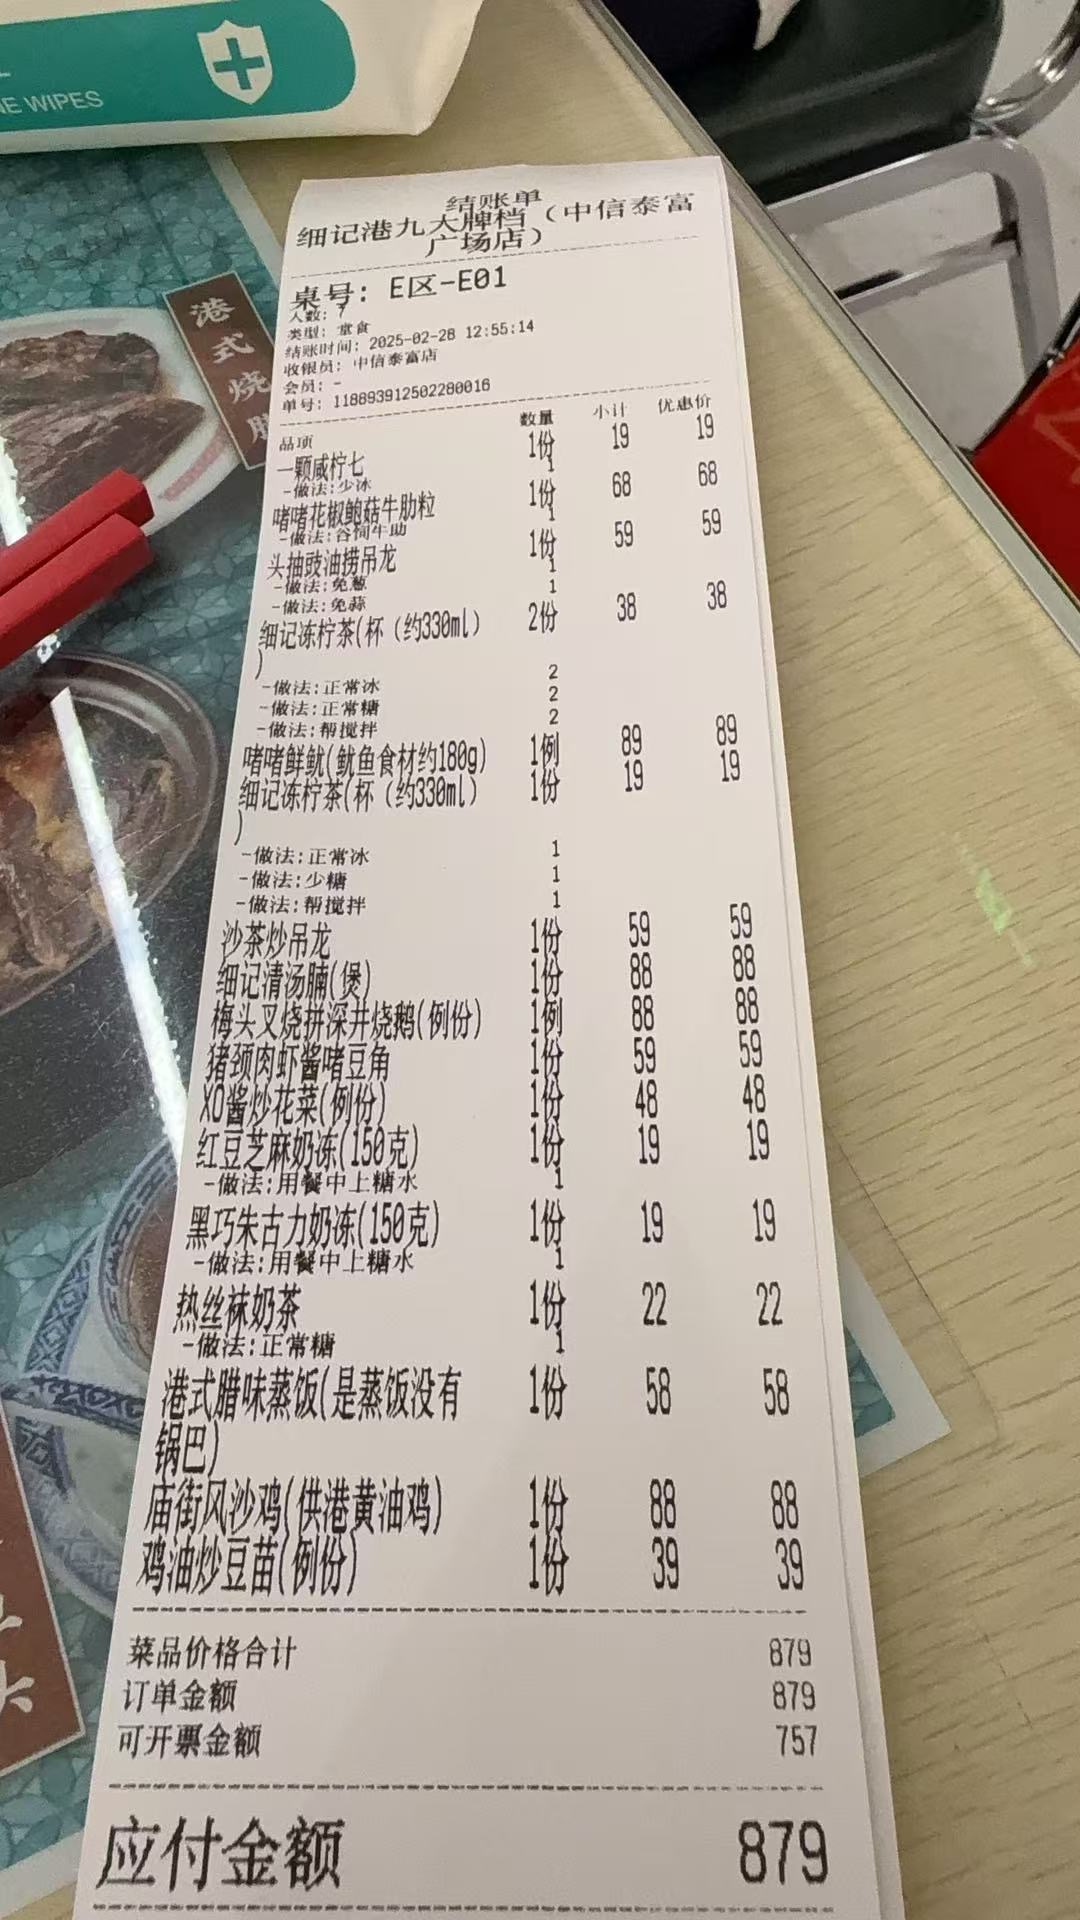 NE WIPES
港式烧腊
结账单
细记港九大牌档（中信泰富
广场店）
桌号: E区-E01
人数: 7
类型: 堂食
结账时间: 2025-02-28 12:55:14
收银员: 中信泰富店
会员: -
单号: 118893912502280016
品项 数量 小计 优惠价
一颗咸柠七 1份 19 19
-做法:少冰 1
啫啫花椒鲍菇牛肋粒 1份 68 68
-做法:谷饲牛肋 1
头抽豉油捞吊龙 1份 59 59
-做法:免葱 1
-做法:免蒜 1
细记冻柠茶(杯（约330ml） 2份 38 38
)
-做法:正常冰 2
-做法:正常糖 2
-做法:帮搅拌 2
啫啫鲜鱿(鱿鱼食材约180g) 1例 89 89
细记冻柠茶(杯（约330ml） 1份 19 19
)
-做法:正常冰 1
-做法:少糖 1
-做法:帮搅拌 1
沙茶炒吊龙 1份 59 59
细记清汤腩(煲) 1份 88 88
梅头叉烧拼深井烧鹅(例份) 1例 88 88
猪颈肉虾酱啫豆角 1份 59 59
XO酱炒花菜(例份) 1份 48 48
红豆芝麻奶冻(150克) 1份 19 19
-做法:用餐中上糖水 1
黑巧朱古力奶冻(150克) 1份 19 19
-做法:用餐中上糖水 1
热丝袜奶茶 1份 22 22
-做法:正常糖 1
港式腊味蒸饭(是蒸饭没有 1份 58 58
锅巴)
庙街风沙鸡(供港黄油鸡) 1份 88 88
鸡油炒豆苗(例份) 1份 39 39
菜品价格合计 879
订单金额 879
可开票金额 757
应付金额 879